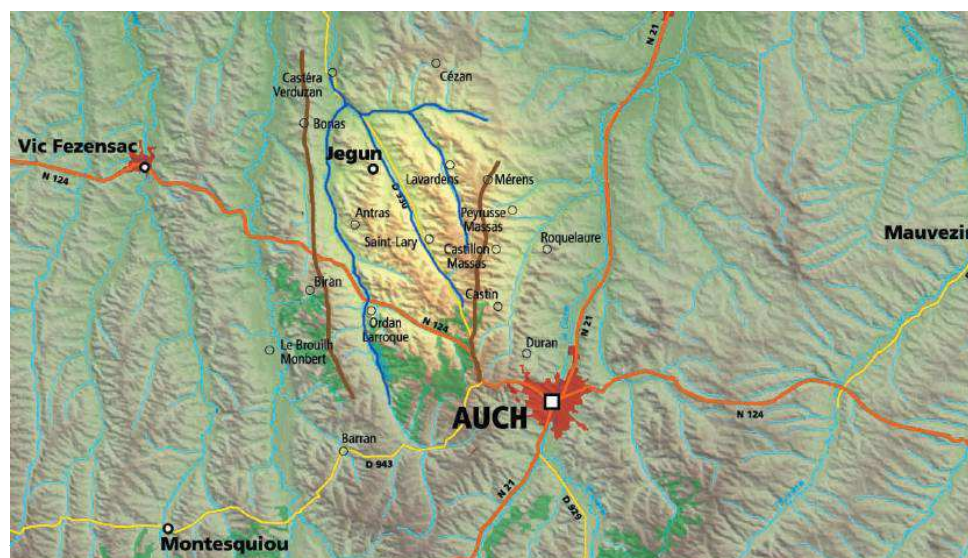 N 21
Castéra
Verduzan
Cézan
Bonas
Vic Fezensac
Jegun
N 124
Lavardens
Mérens
D 930
Antras
Peyrusse
Massas
Saint-Lary
Castillon
Massas
Roquelaure
Mauvezin
Biran
Castin
Ordan
Larroque
N 124
N 21
Le Brouilh
Monbert
Duran
AUCH
N 124
Barran
D 943
N 21
D 929
Montesquiou